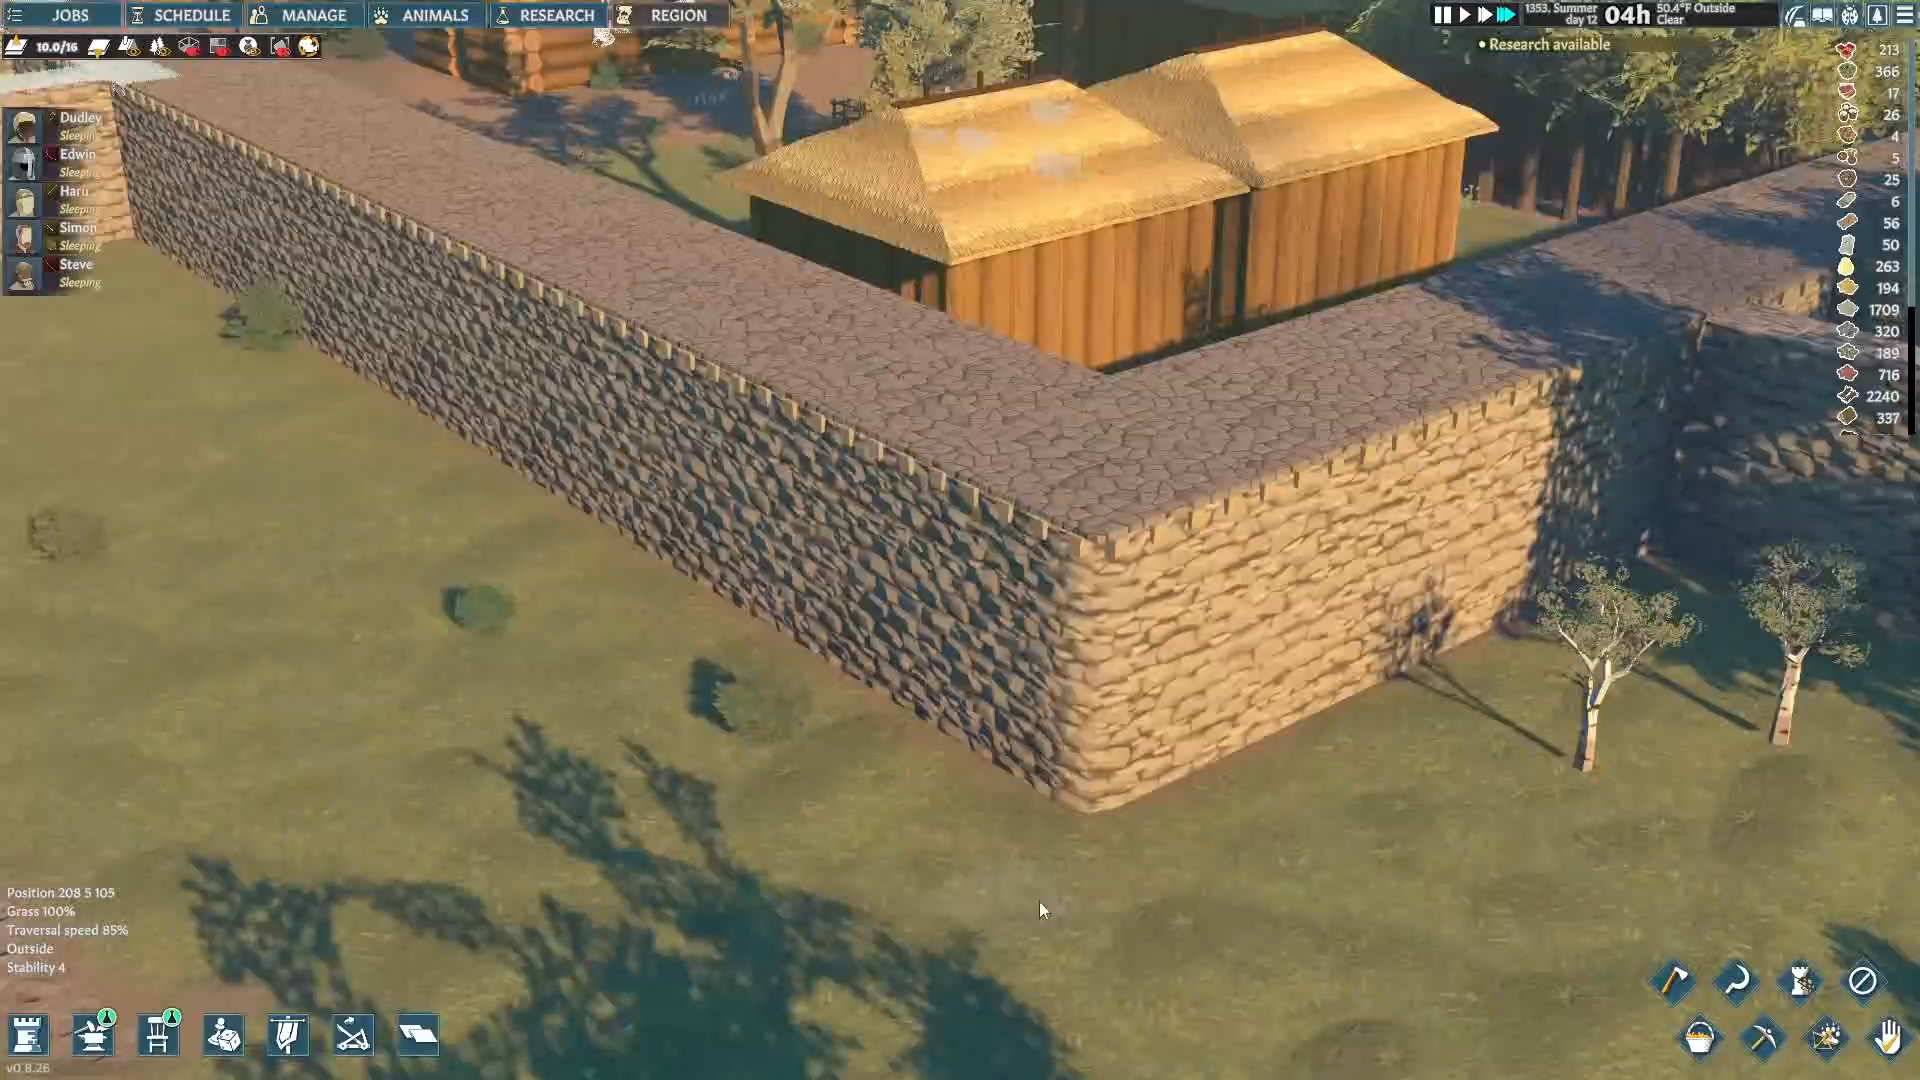 JOBS SCHEDULE MANAGE ANIMALS RESEARCH REGION
1353, Summer
day 12 04h 50.4°F Outside
Clear
10.0/16
• Research available
Dudley
Sleeping
Edwin
Sleeping
Haru
Sleeping
Simon
Sleeping
Steve
Sleeping
213
366
17
26
4
5
25
6
56
50
263
194
1709
320
189
716
2240
337
Position 208 5 105
Grass 100%
Traversal speed 85%
Outside
Stability 4
v0.8.26